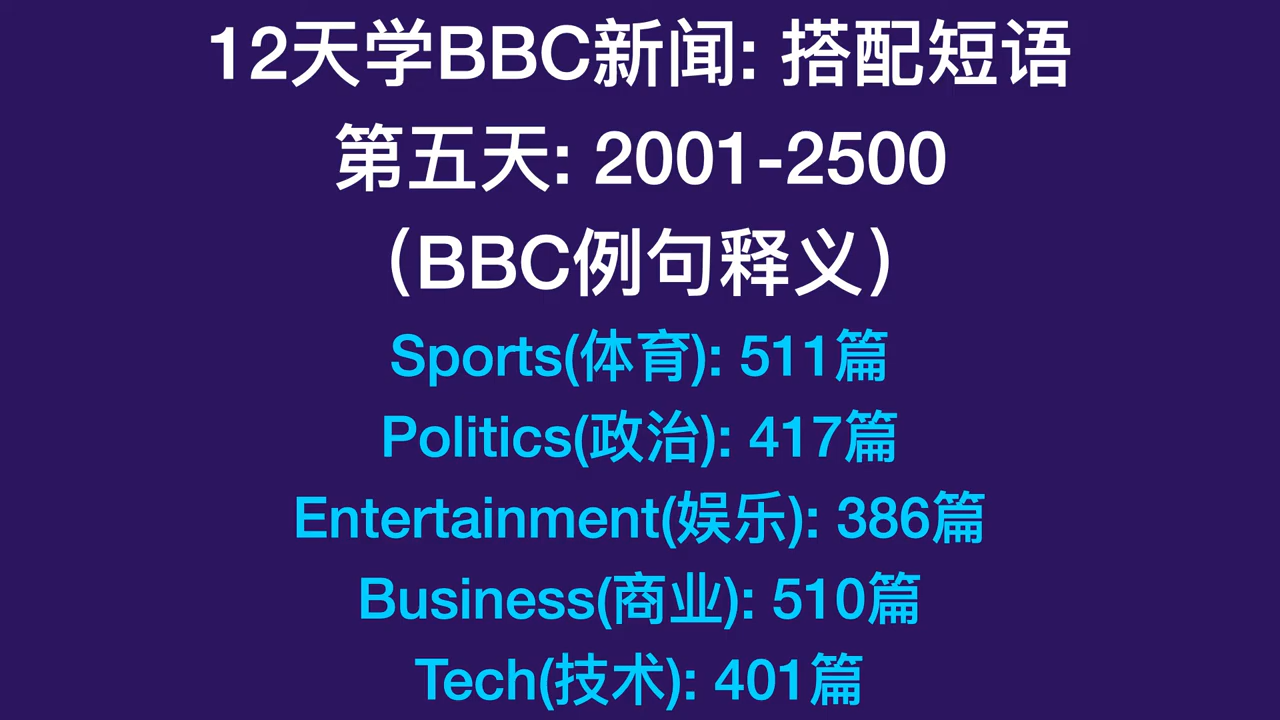 12天学BBC新闻: 搭配短语
第五天: 2001-2500
（BBC例句释义）
Sports(体育): 511篇
Politics(政治): 417篇
Entertainment(娱乐): 386篇
Business(商业): 510篇
Tech(技术): 401篇